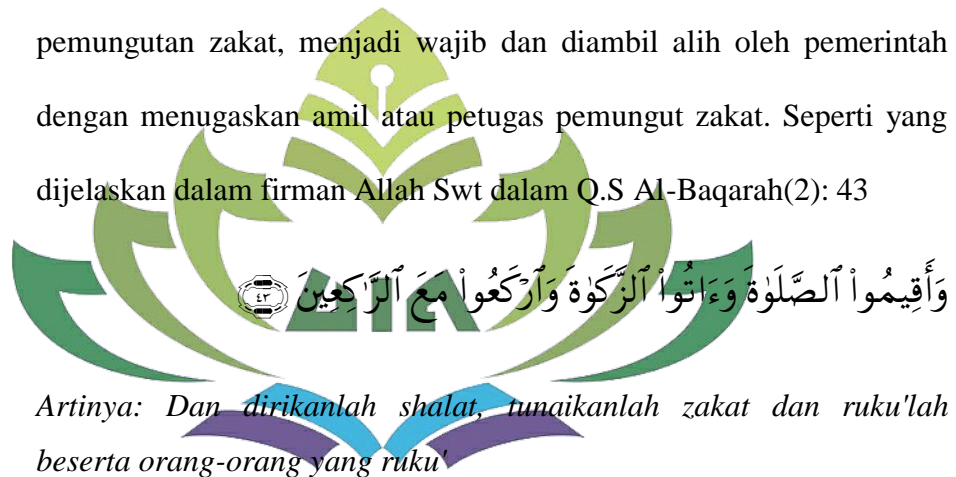 pemungutan zakat, menjadi wajib dan diambil alih oleh pemerintah
dengan menugaskan amil atau petugas pemungut zakat. Seperti yang
dijelaskan dalam firman Allah Swt dalam Q.S Al-Baqarah(2): 43
وَأَقِيمُواْ ٱلصَّلَوٰةَ وَءَاتُواْ ٱلزَّكَوٰةَ وَٱرۡكَعُواْ مَعَ ٱلرَّٰكِعِينَ ٤٣
Artinya: Dan dirikanlah shalat, tunaikanlah zakat dan ruku'lah
beserta orang-orang yang ruku'